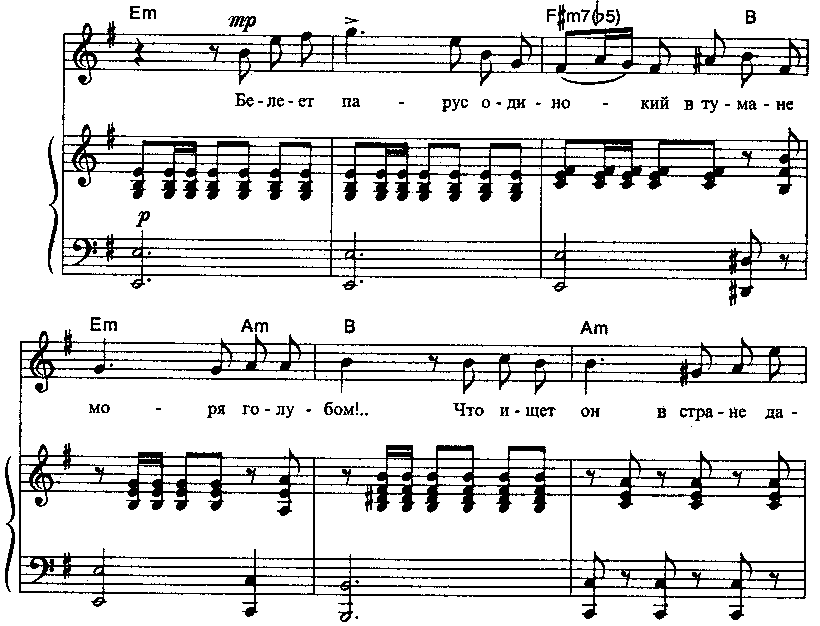 Em F♯m7(♭5) B
mp
Бе - ле - ет па - рус о - ди - но - кий в ту - ма - не
p
Em Am B Am
мо - ря го - лу - бом!.. Что и - щет он в стра - не да -